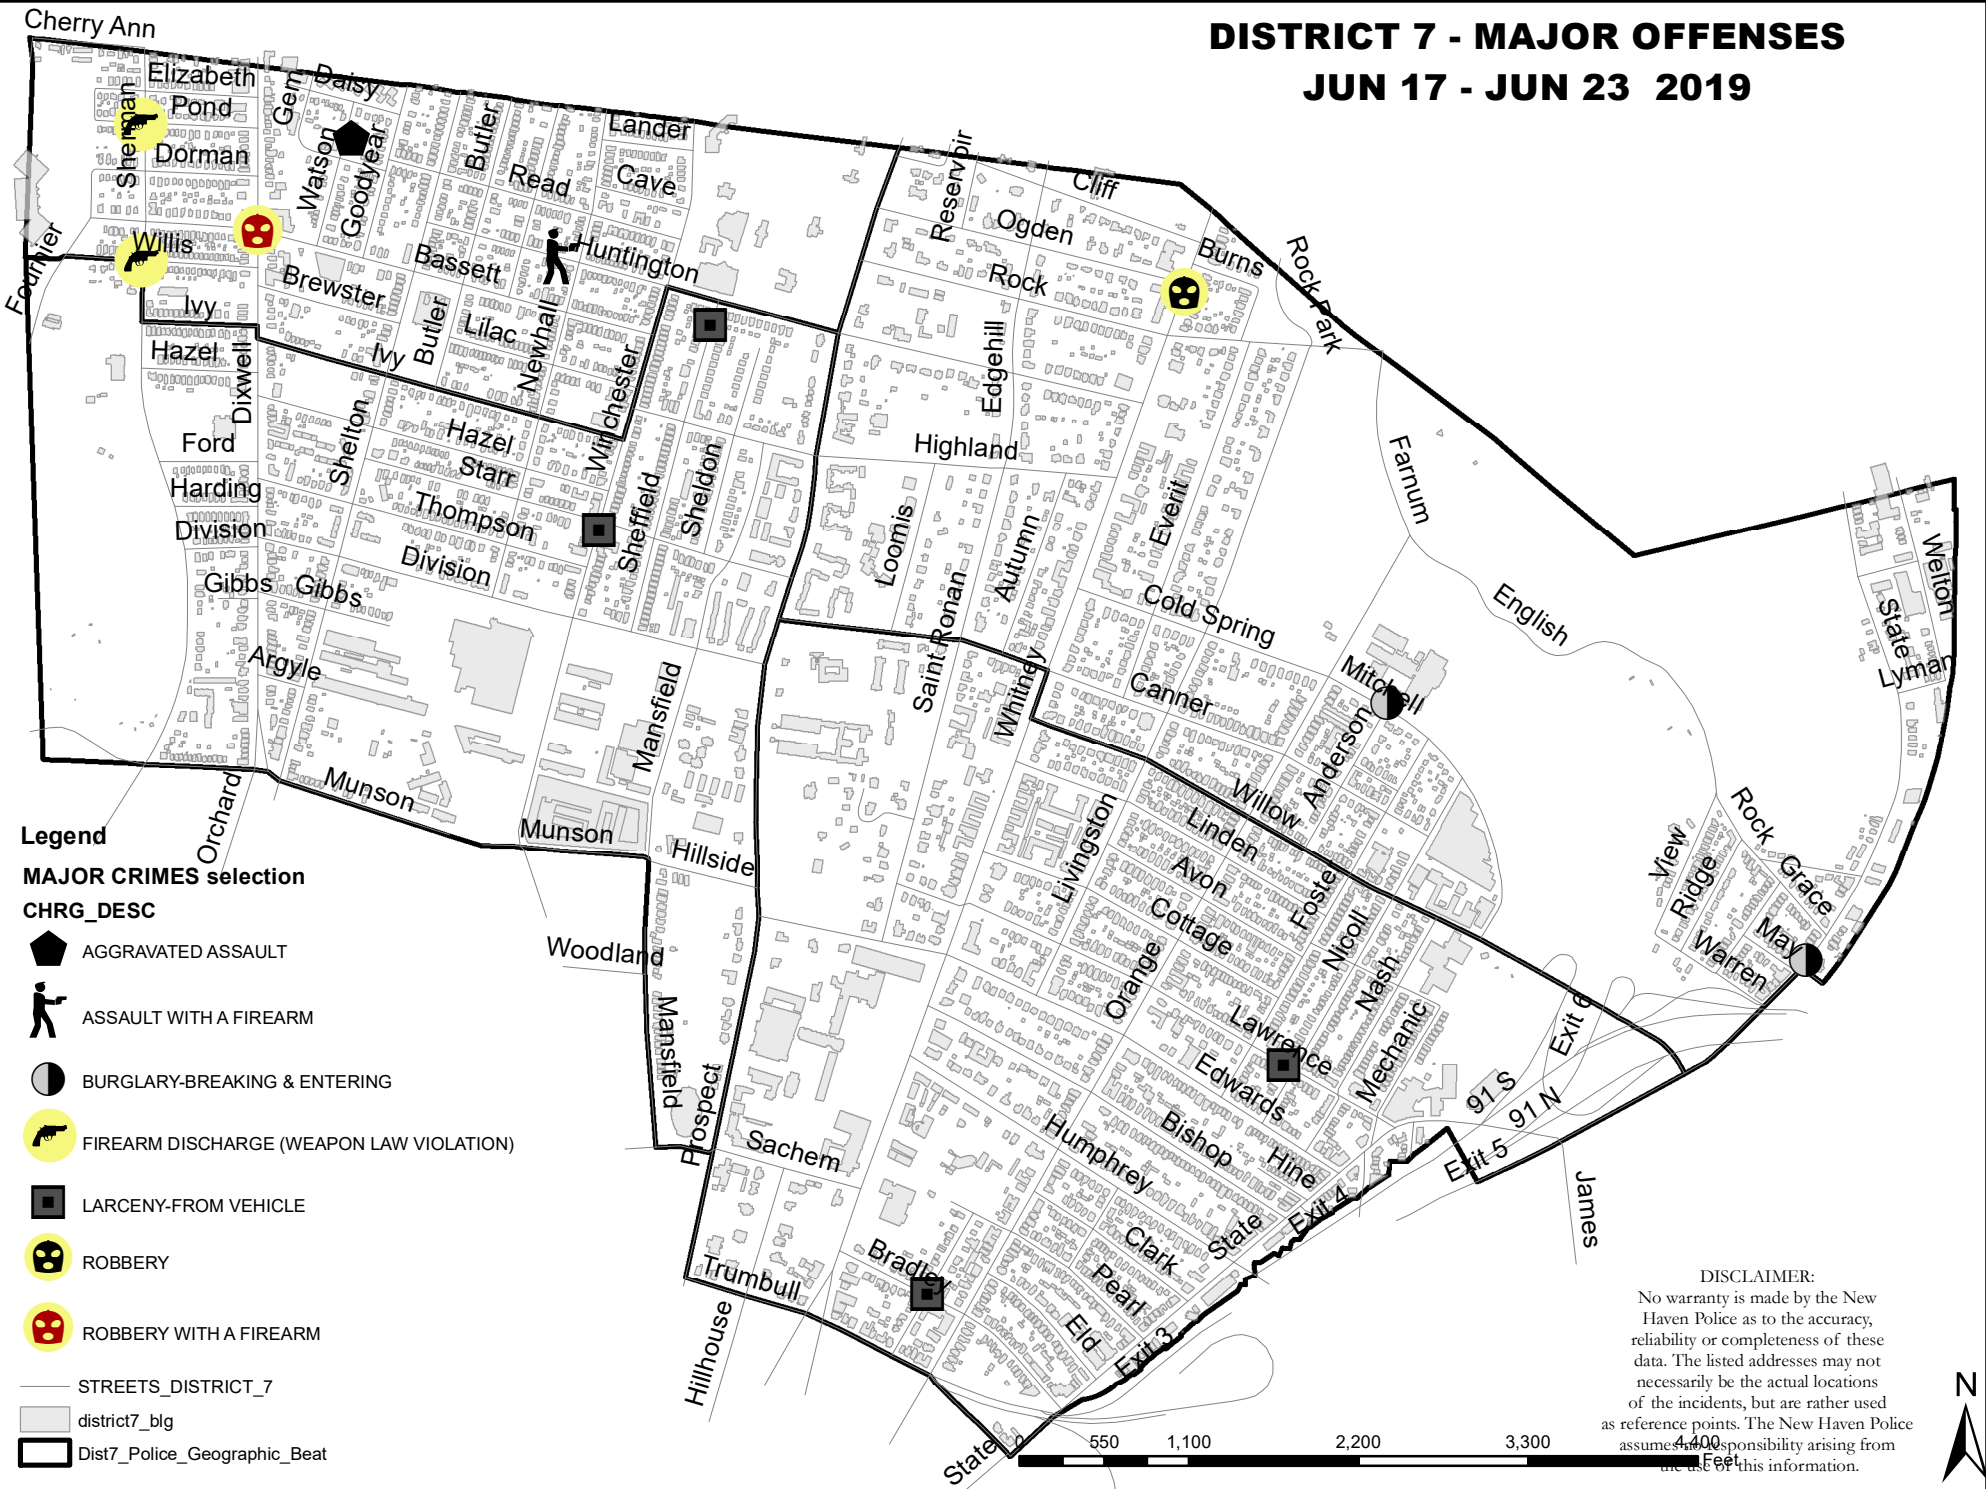 DISTRICT 7 - MAJOR OFFENSES
JUN 17 - JUN 23 2019
Cherry Ann
Elizabeth
Pond
Sherman
Dorman
Gem
Daisy
Watson
Goodyear
Butler
Read
Lander
Cave
Huntington
Willis
Fournier
Ivy
Hazel
Dixwell
Brewster
Bassett
Butler
Lilac
Newhall
Ivy
Winchester
Ford
Harding
Division
Gibbs
Gibbs
Argyle
Shelton
Hazel
Starr
Thompson
Division
Sheffield
Sheldon
Reservoir
Cliff
Ogden
Rock
Burns
Rock Park
Edgehill
Highland
Everit
Farnum
Loomis
Autumn
Saint Ronan
Whitney
Cold Spring
Canner
Mitchell
Anderson
English
Welton
State
Lyman
Willow
Linden
Avon
Cottage
Livingston
Orange
Foster
Nicoll
Nash
Mechanic
Lawrence
Edwards
View
Ridge
Rock
Grace
May
Warren
Exit 6
91 S
91 N
Exit 5
James
Exit 4
Hine
Bishop
Humphrey
Clark
State
Pearl
Eld
Exit 3
Bradley
Trumbull
Sachem
Hillhouse
Prospect
Mansfield
Mansfield
Woodland
Hillside
Munson
Munson
Orchard
State
Legend
MAJOR CRIMES selection
CHRG_DESC
AGGRAVATED ASSAULT
ASSAULT WITH A FIREARM
BURGLARY-BREAKING & ENTERING
FIREARM DISCHARGE (WEAPON LAW VIOLATION)
LARCENY-FROM VEHICLE
ROBBERY
ROBBERY WITH A FIREARM
STREETS_DISTRICT_7
district7_blg
Dist7_Police_Geographic_Beat
DISCLAIMER:
No warranty is made by the New
Haven Police as to the accuracy,
reliability or completeness of these
data. The listed addresses may not
necessarily be the actual locations
of the incidents, but are rather used
as reference points. The New Haven Police
assumes no responsibility arising from
the use of this information.
N
0 550 1,100 2,200 3,300 4,400
Feet